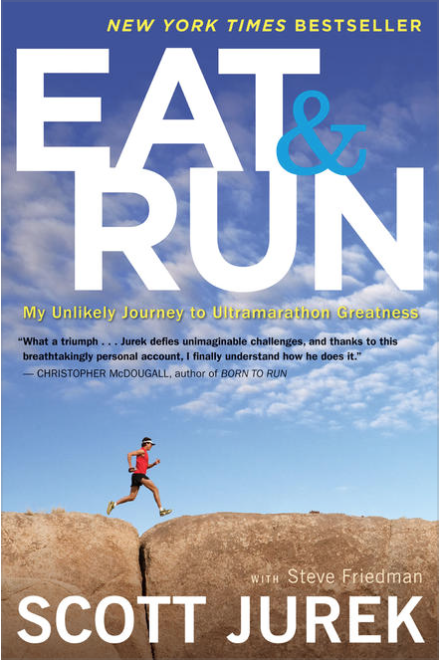 NEW YORK TIMES BESTSELLER
EAT &
RUN
My Unlikely Journey to Ultramarathon Greatness
“What a triumph . . . Jurek defies unimaginable challenges, and thanks to this
breathtakingly personal account, I finally understand how he does it.”
— CHRISTOPHER McDOUGALL, author of BORN TO RUN
WITH Steve Friedman
SCOTT JUREK